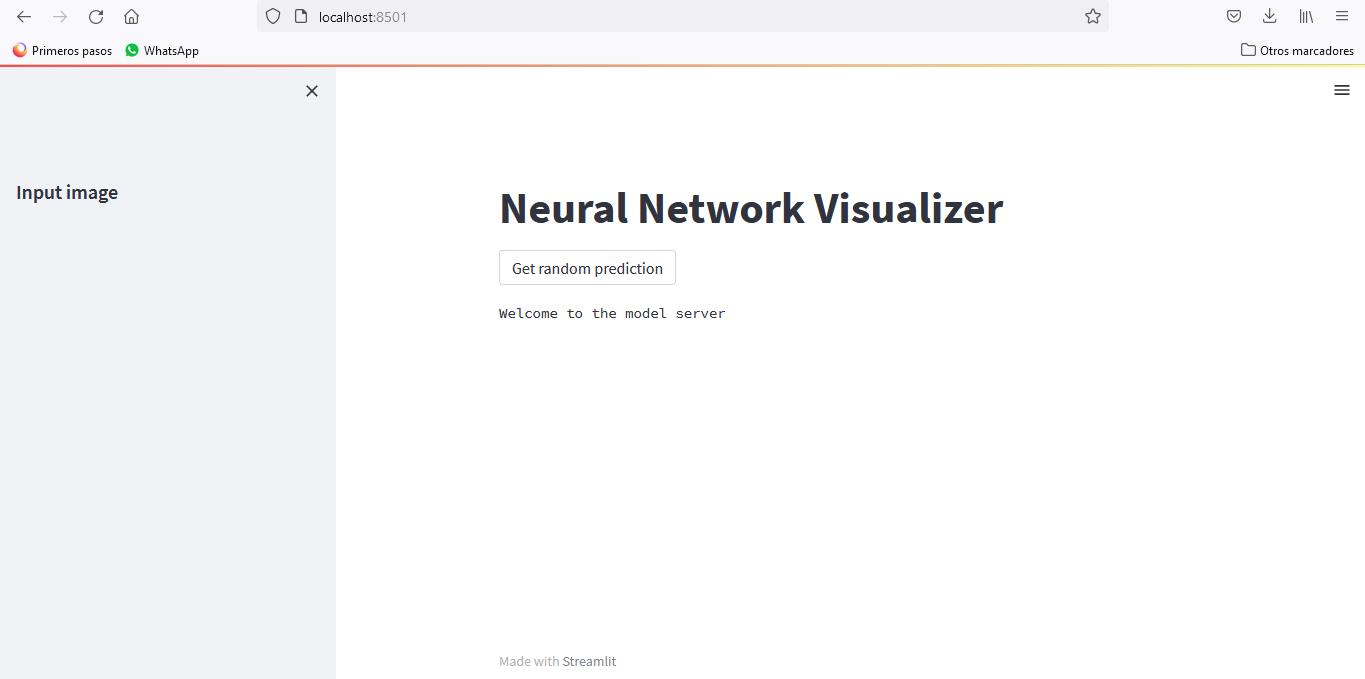 localhost:8501
Primeros pasos
WhatsApp
Otros marcadores
Input image
Neural Network Visualizer
Get random prediction
Welcome to the model server
Made with Streamlit